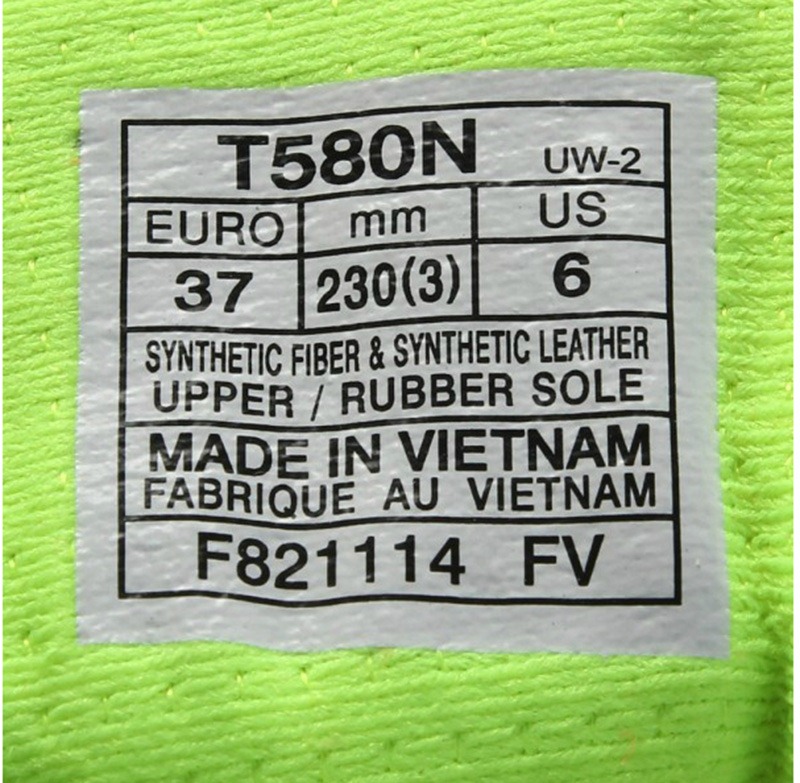 T580N UW-2
EURO mm US
37 230(3) 6
SYNTHETIC FIBER & SYNTHETIC LEATHER
UPPER / RUBBER SOLE
MADE IN VIETNAM
FABRIQUE AU VIETNAM
F821114 FV